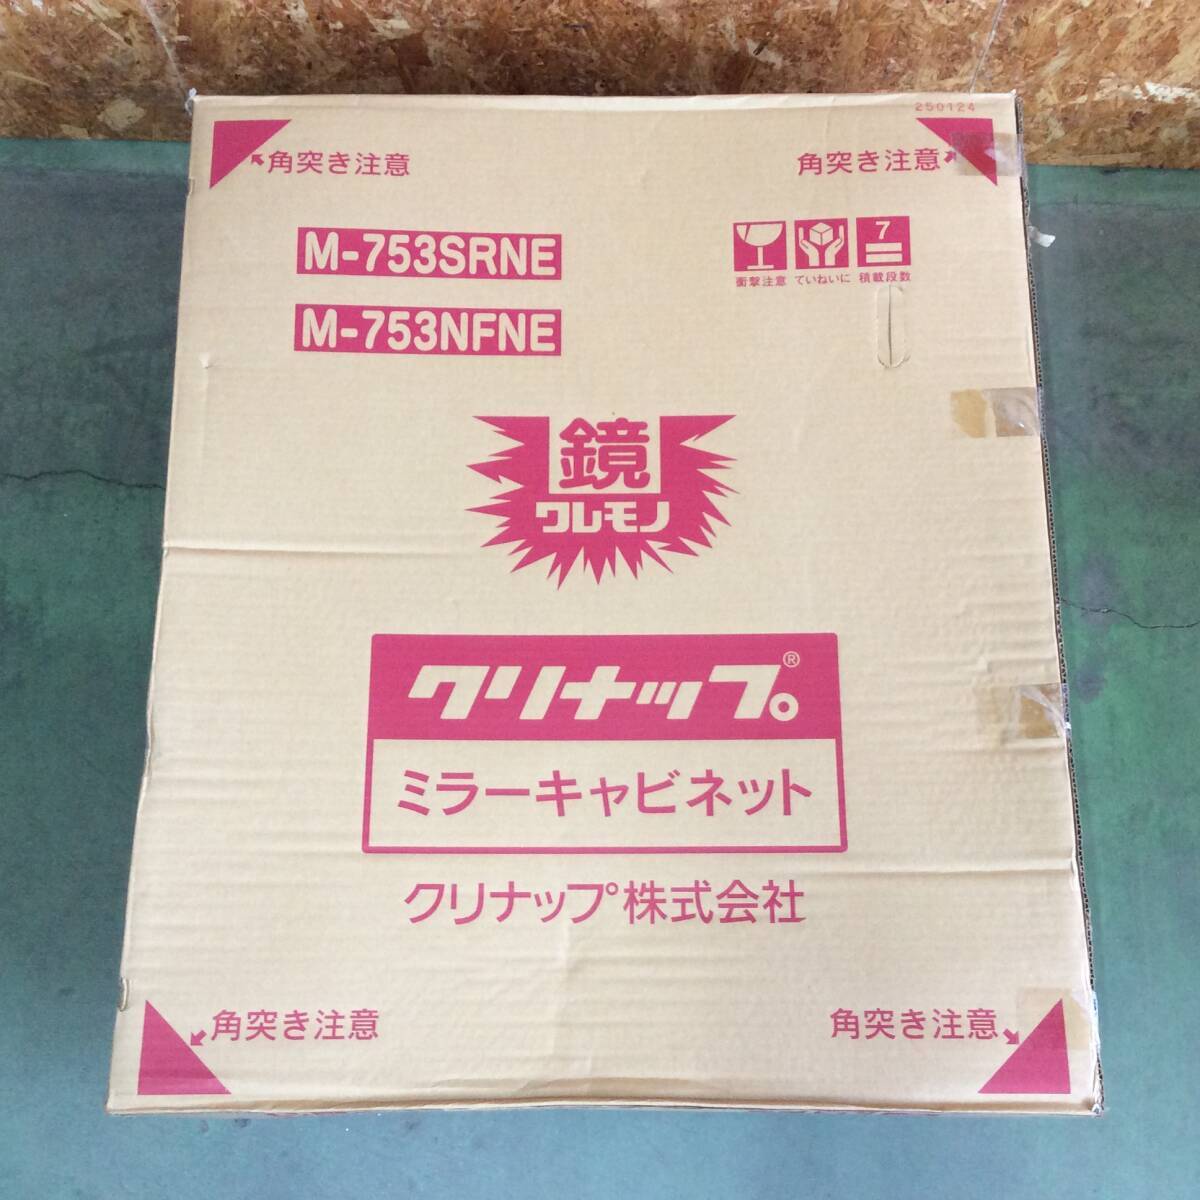 250124
角突き注意
角突き注意
M-753SRNE
7
衝撃注意 ていねいに 積載段数
M-753NFNE
鏡
ワレモノ
クリナップ®
ミラーキャビネット
クリナップ株式会社
角突き注意
角突き注意